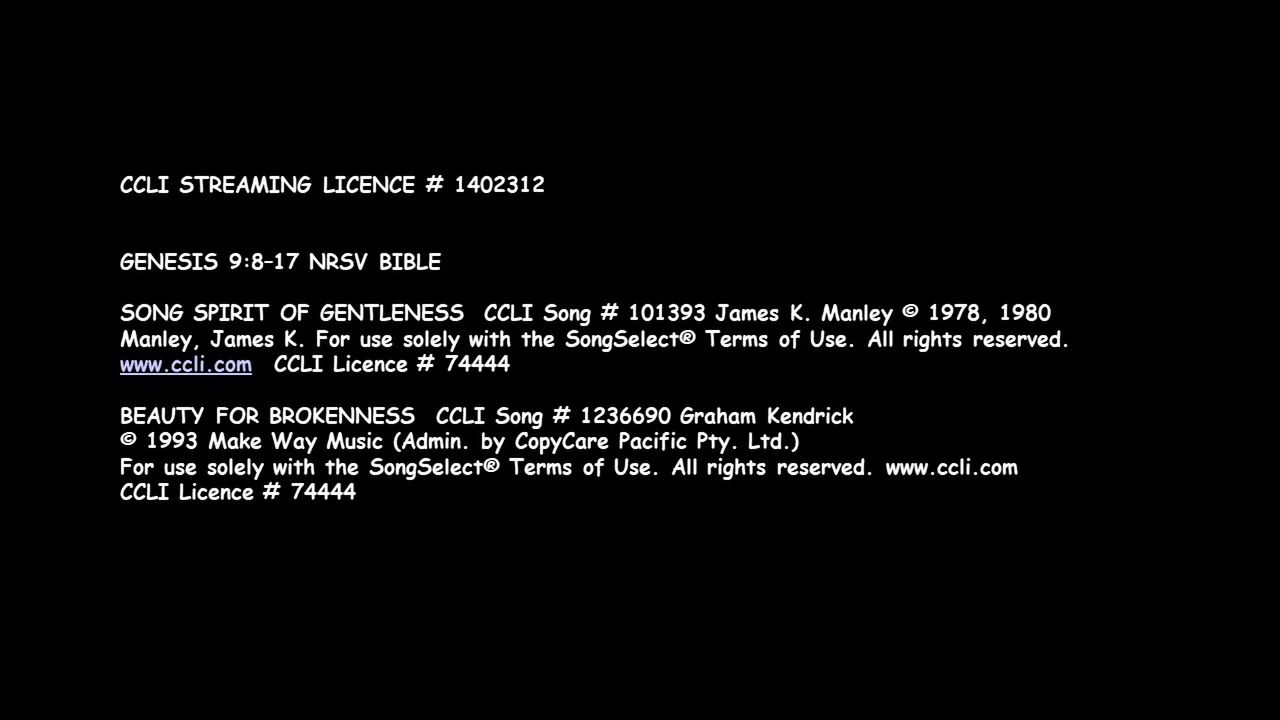 CCLI STREAMING LICENCE # 1402312
GENESIS 9:8-17 NRSV BIBLE
SONG SPIRIT OF GENTLENESS CCLI Song # 101393 James K. Manley © 1978, 1980
Manley, James K. For use solely with the SongSelect® Terms of Use. All rights reserved.
www.ccli.com CCLI Licence # 74444
BEAUTY FOR BROKENNESS CCLI Song # 1236690 Graham Kendrick
© 1993 Make Way Music (Admin. by CopyCare Pacific Pty. Ltd.)
For use solely with the SongSelect® Terms of Use. All rights reserved. www.ccli.com
CCLI Licence # 74444